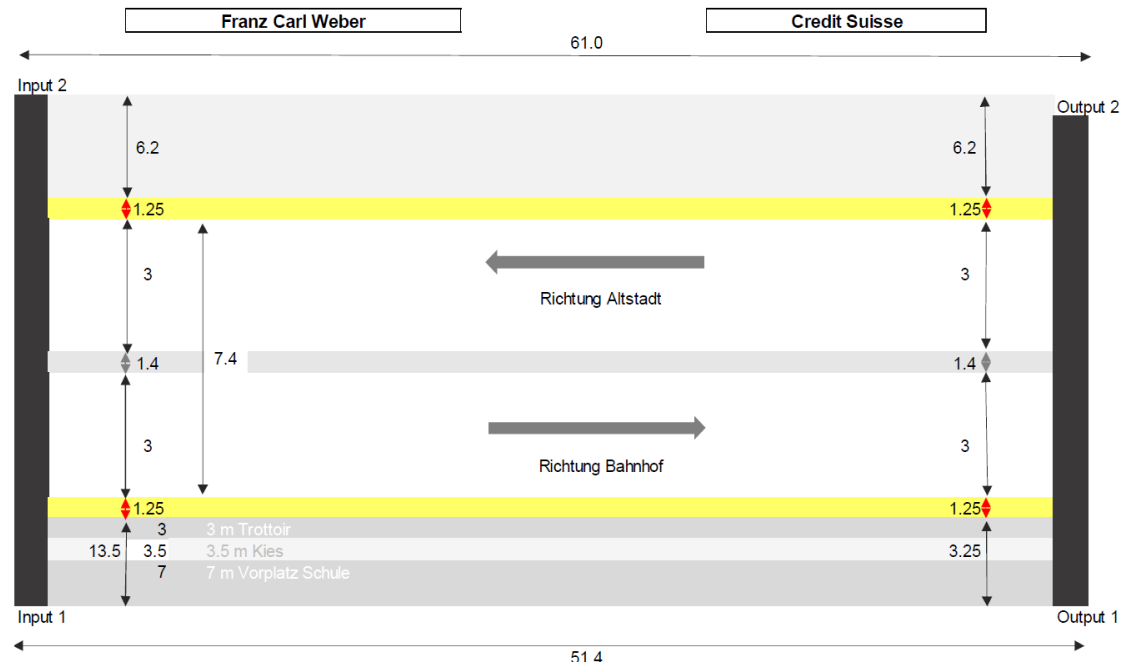 Franz Carl Weber Credit Suisse
61.0
Input 2
Output 2
6.2 6.2
1.25 1.25
3 3
Richtung Altstadt
1.4 7.4 1.4
3 3
Richtung Bahnhof
1.25 1.25
3 3 m Trottoir
13.5 3.5 3.5 m Kies 3.25
7 7 m Vorplatz Schule
Input 1 Output 1
51.4